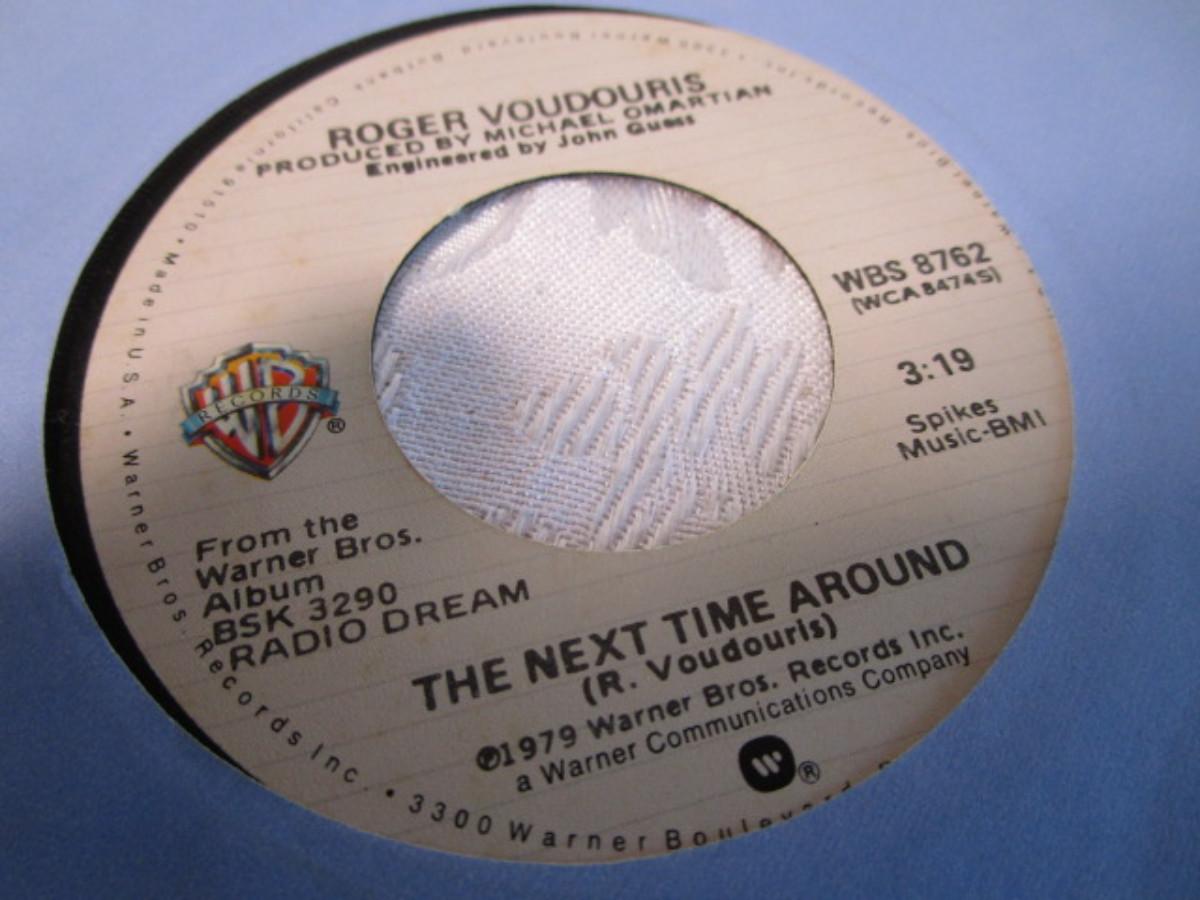 ROGER VOUDOURIS
PRODUCED BY MICHAEL OMARTIAN
Engineered by John Guess
WBS 8762
(WCA 8474S)
3:19
Spikes
Music-BMI
RECORDS
®
From the
Warner Bros.
Album
BSK 3290
RADIO DREAM
THE NEXT TIME AROUND
(R. Voudouris)
℗1979 Warner Bros. Records Inc.
a Warner Communications Company
®
Made in U.S.A. • Warner Bros. Records Inc. • 3300 Warner Boulevard